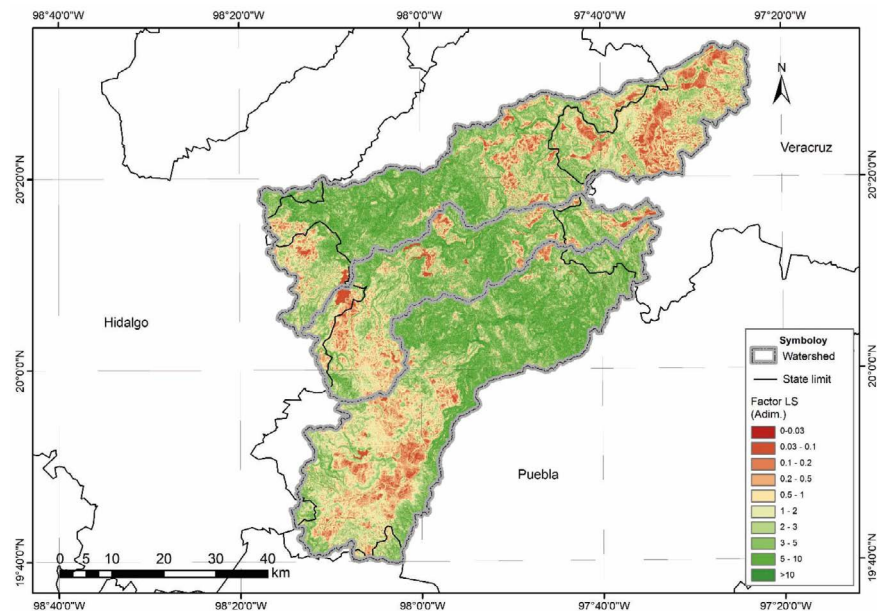 98°40'0"W 98°20'0"W 98°0'0"W 97°40'0"W 97°20'0"W
N
Veracruz
20°20'0"N 20°20'0"N
Hidalgo
Symboloy
Watershed
State limit
20°0'0"N 20°0'0"N
Factor LS
(Adim.)
0-0.03
0.03 - 0.1
0.1 - 0.2
0.2 - 0.5
0.5 - 1
1 - 2
2 - 3
3 - 5
5 - 10
>10
Puebla
19°40'0"N 19°40'0"N
0 5 10 20 30 40
km
98°40'0"W 98°20'0"W 98°0'0"W 97°40'0"W 97°20'0"W